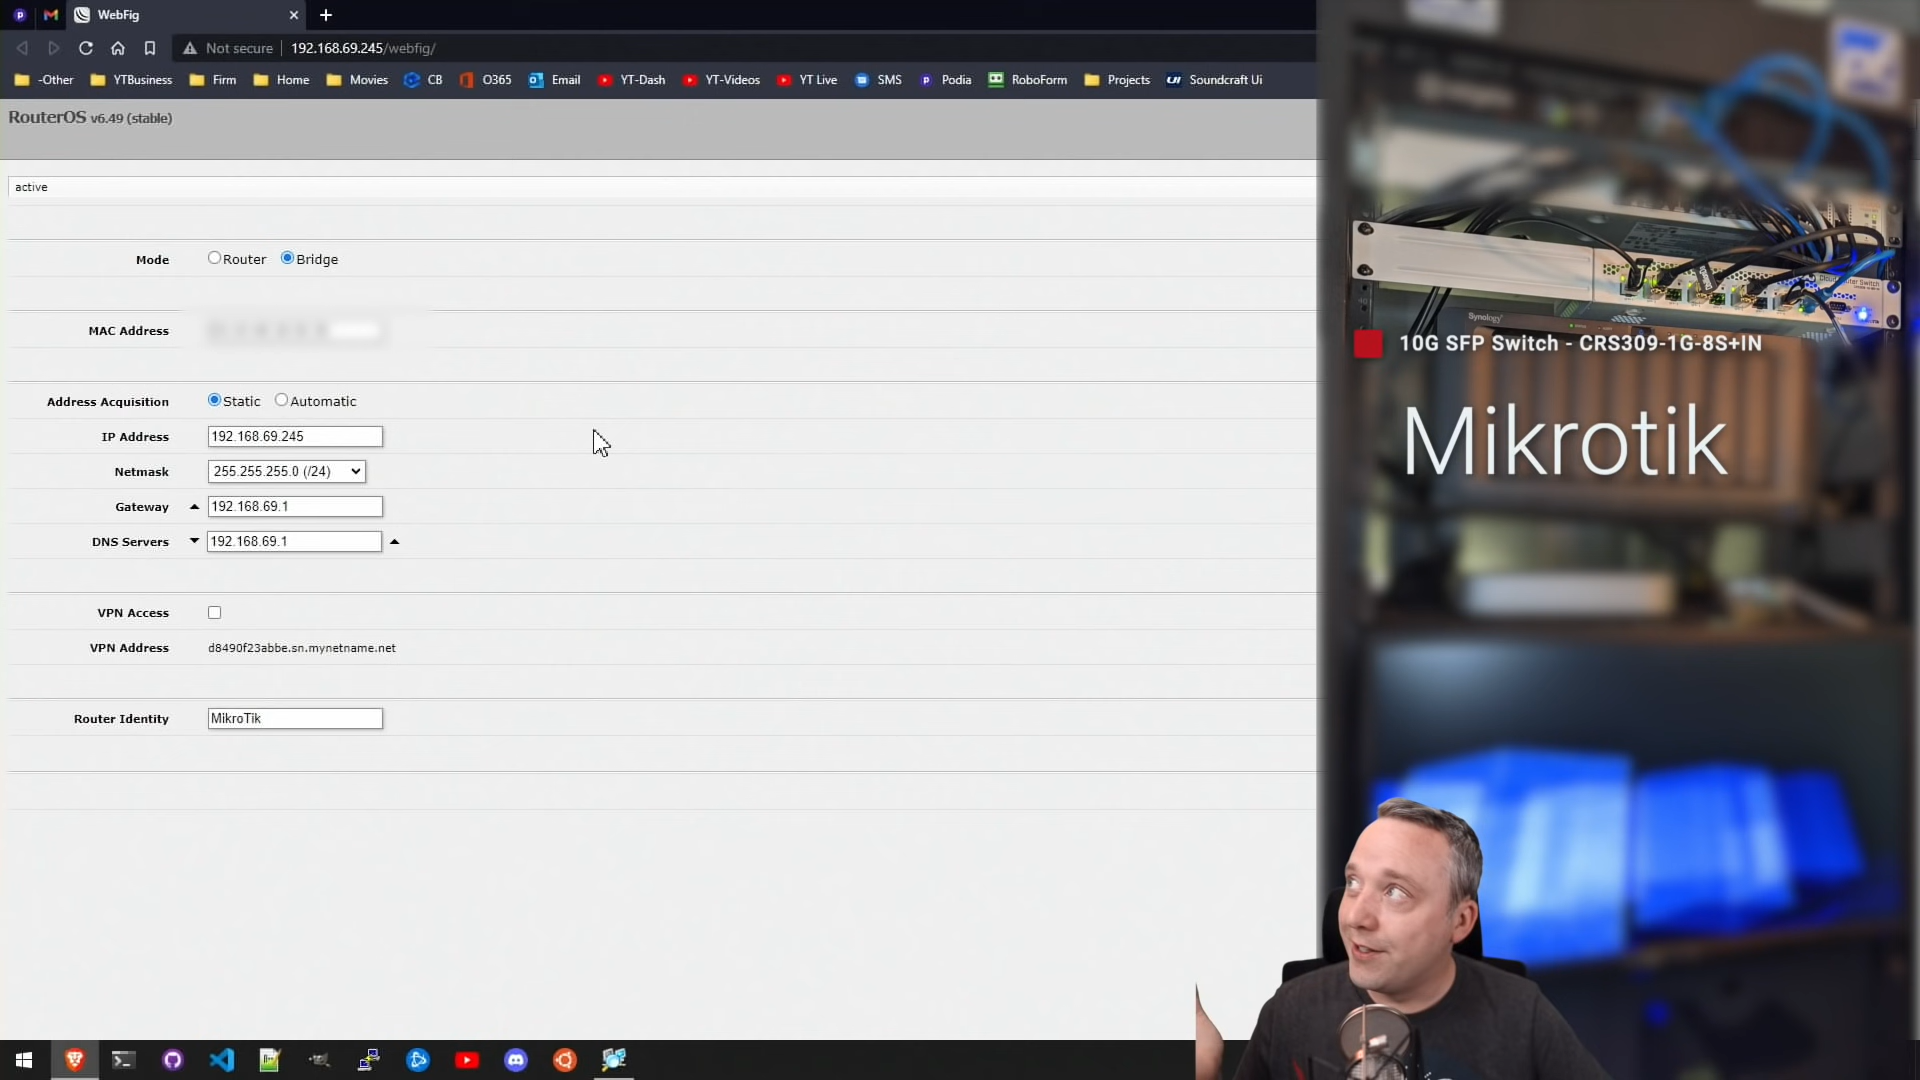 WebFig
Not secure
192.168.69.245/webfig/
-Other
YTBusiness
Firm
Home
Movies
CB
O365
Email
YT-Dash
YT-Videos
YT Live
SMS
Podia
RoboForm
Projects
Soundcraft Ui
RouterOS v6.49 (stable)
active
Mode
Router
Bridge
MAC Address
Address Acquisition
Static
Automatic
IP Address
192.168.69.245
Netmask
255.255.255.0 (/24)
Gateway
192.168.69.1
DNS Servers
192.168.69.1
VPN Access
VPN Address
d8490f23abbe.sn.mynetname.net
Router Identity
MikroTik
Synology
10G SFP Switch - CRS309-1G-8S+IN
Mikrotik